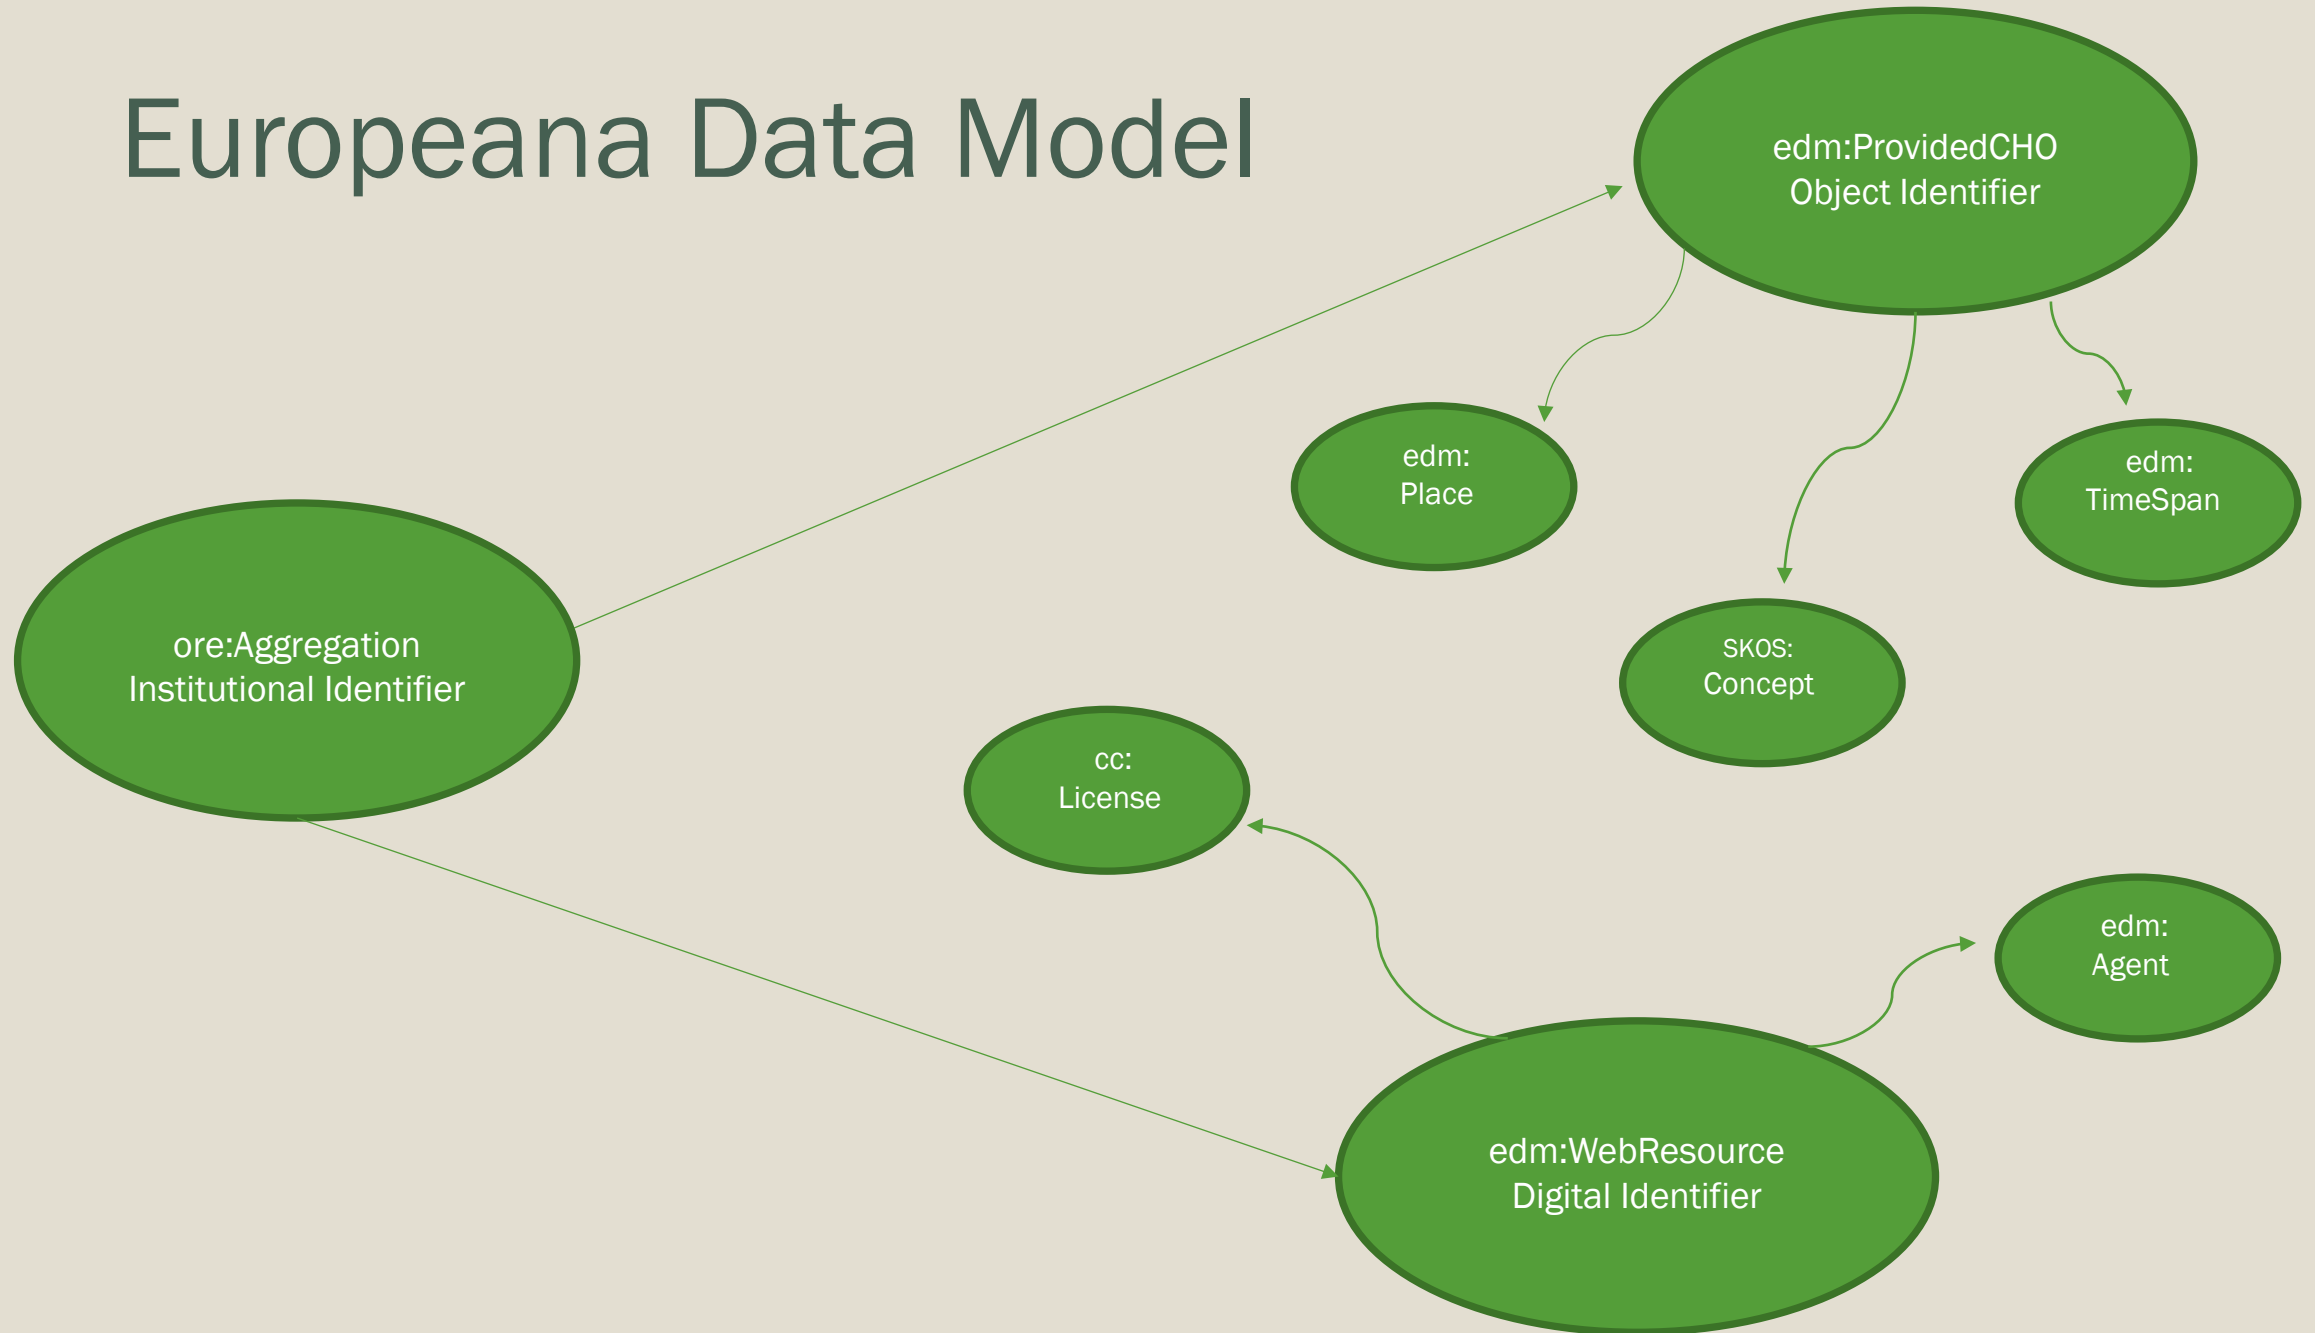 Europeana Data Model
edm:ProvidedCHO
Object Identifier
edm:
Place
edm:
TimeSpan
ore:Aggregation
Institutional Identifier
SKOS:
Concept
cc:
License
edm:
Agent
edm:WebResource
Digital Identifier